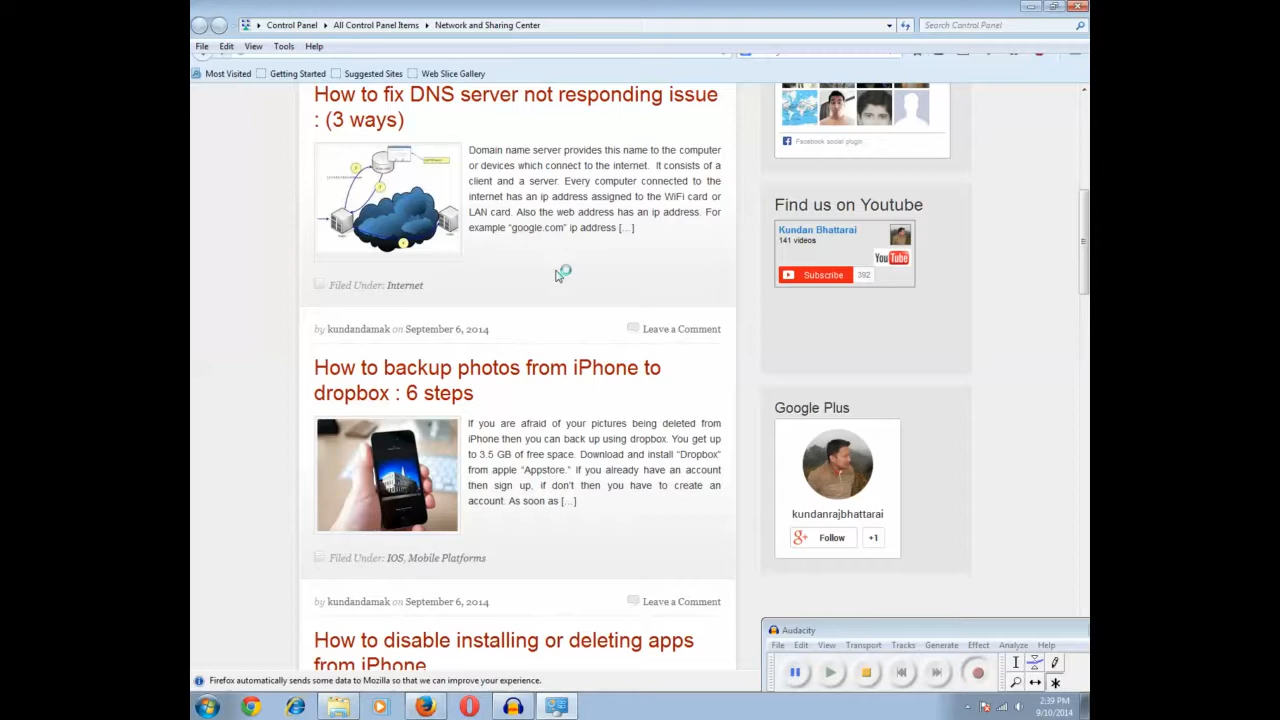 Control Panel
All Control Panel Items
Network and Sharing Center
Search Control Panel
File Edit View Tools Help
Most Visited Getting Started Suggested Sites Web Slice Gallery
How to fix DNS server not responding issue
: (3 ways)
Domain name server provides this name to the computer
or devices which connect to the internet. It consists of a
client and a server. Every computer connected to the
internet has an ip address assigned to the WiFi card or
LAN card. Also the web address has an ip address. For
example “google.com” ip address [...]
Filed Under: Internet
by kundandamak on September 6, 2014
Leave a Comment
How to backup photos from iPhone to
dropbox : 6 steps
If you are afraid of your pictures being deleted from
iPhone then you can back up using dropbox. You get up
to 3.5 GB of free space. Download and install “Dropbox”
from apple “Appstore.” If you already have an account
then sign up, if don’t then you have to create an
account. As soon as [...]
Filed Under: IOS, Mobile Platforms
by kundandamak on September 6, 2014
Leave a Comment
How to disable installing or deleting apps
from iPhone
Facebook social plugin
Find us on Youtube
Kundan Bhattarai
141 videos
YouTube
Subscribe 392
Google Plus
kundanrajbhattarai
g+ Follow +1
Audacity
File Edit View Transport Tracks Generate Effect Analyze Help
Firefox automatically sends some data to Mozilla so that we can improve your experience.
2:39 PM
9/10/2014